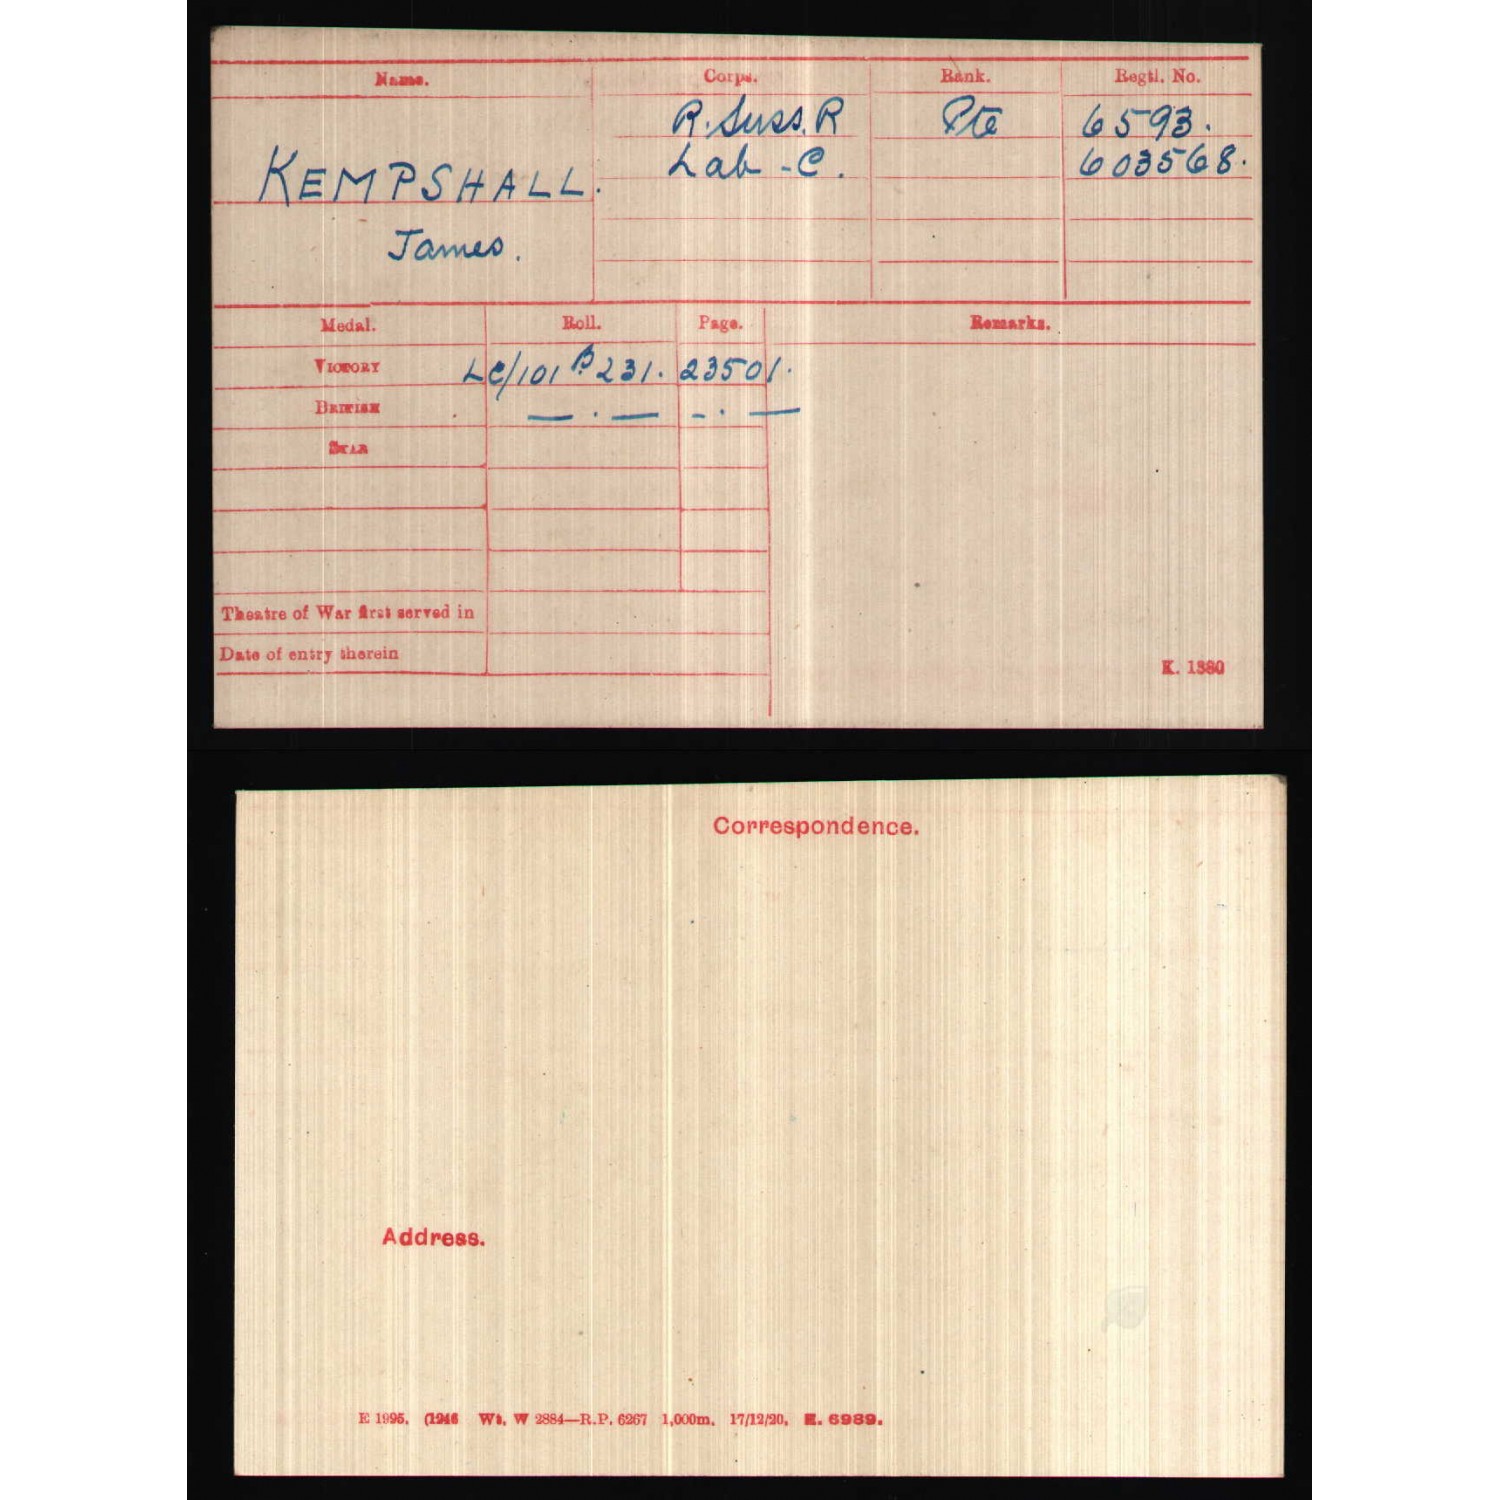 Name. Corps. Rank. Regtl. No.
R. Suss. R Pte 6593.
KEMPSHALL. Lab - C. 603568.
James.
Medal. Roll. Page. Remarks.
VICTORY LC/101 B 231. 23501.
BRITISH — . — - . —
STAR
Theatre of War first served in
Date of entry therein
K. 1380
Correspondence.
Address.
E 1995. (1946 Wt. W 2884—R.P. 6267 1,000m. 17/12/20. E. 6989.